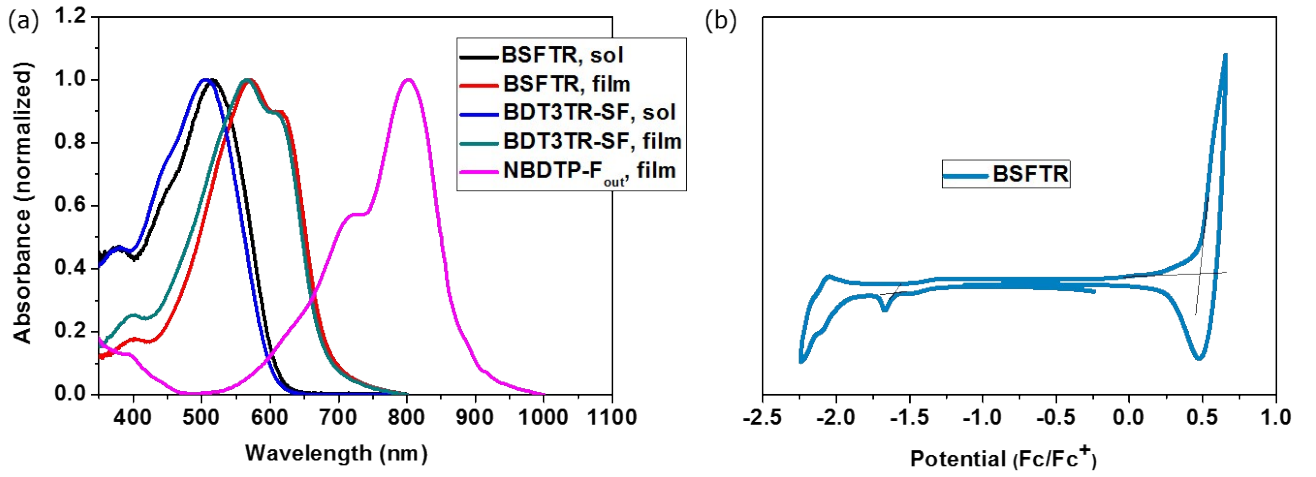 (a)
1.2
1.0
0.8
0.6
0.4
0.2
0.0
Absorbance (normalized)
400 500 600 700 800 900 1000 1100
Wavelength (nm)
BSFTR, sol
BSFTR, film
BDT3TR-SF, sol
BDT3TR-SF, film
NBDTP-Fout, film
(b)
BSFTR
-2.5 -2.0 -1.5 -1.0 -0.5 0.0 0.5 1.0
Potential (Fc/Fc+)